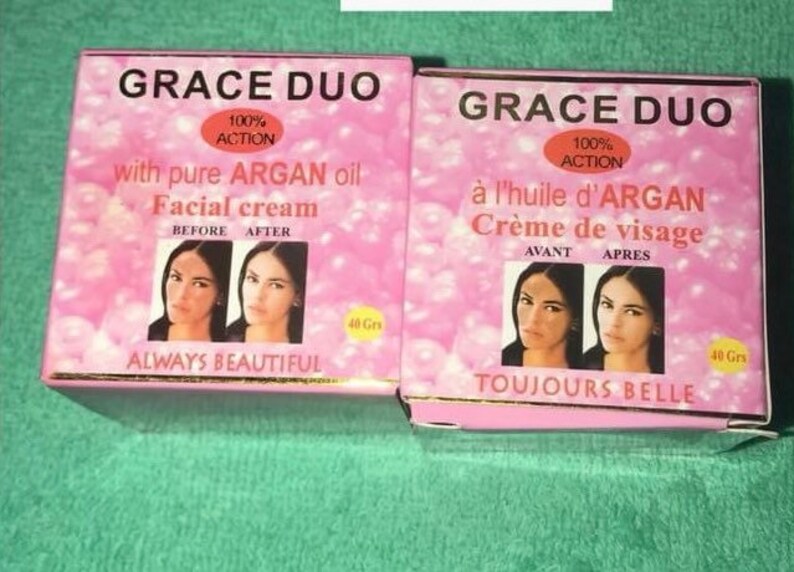 GRACE DUO
100%
ACTION
with pure ARGAN oil
Facial cream
BEFORE AFTER
40 Grs
ALWAYS BEAUTIFUL
GRACE DUO
100%
ACTION
à l'huile d'ARGAN
Crème de visage
AVANT APRES
40 Grs
TOUJOURS BELLE